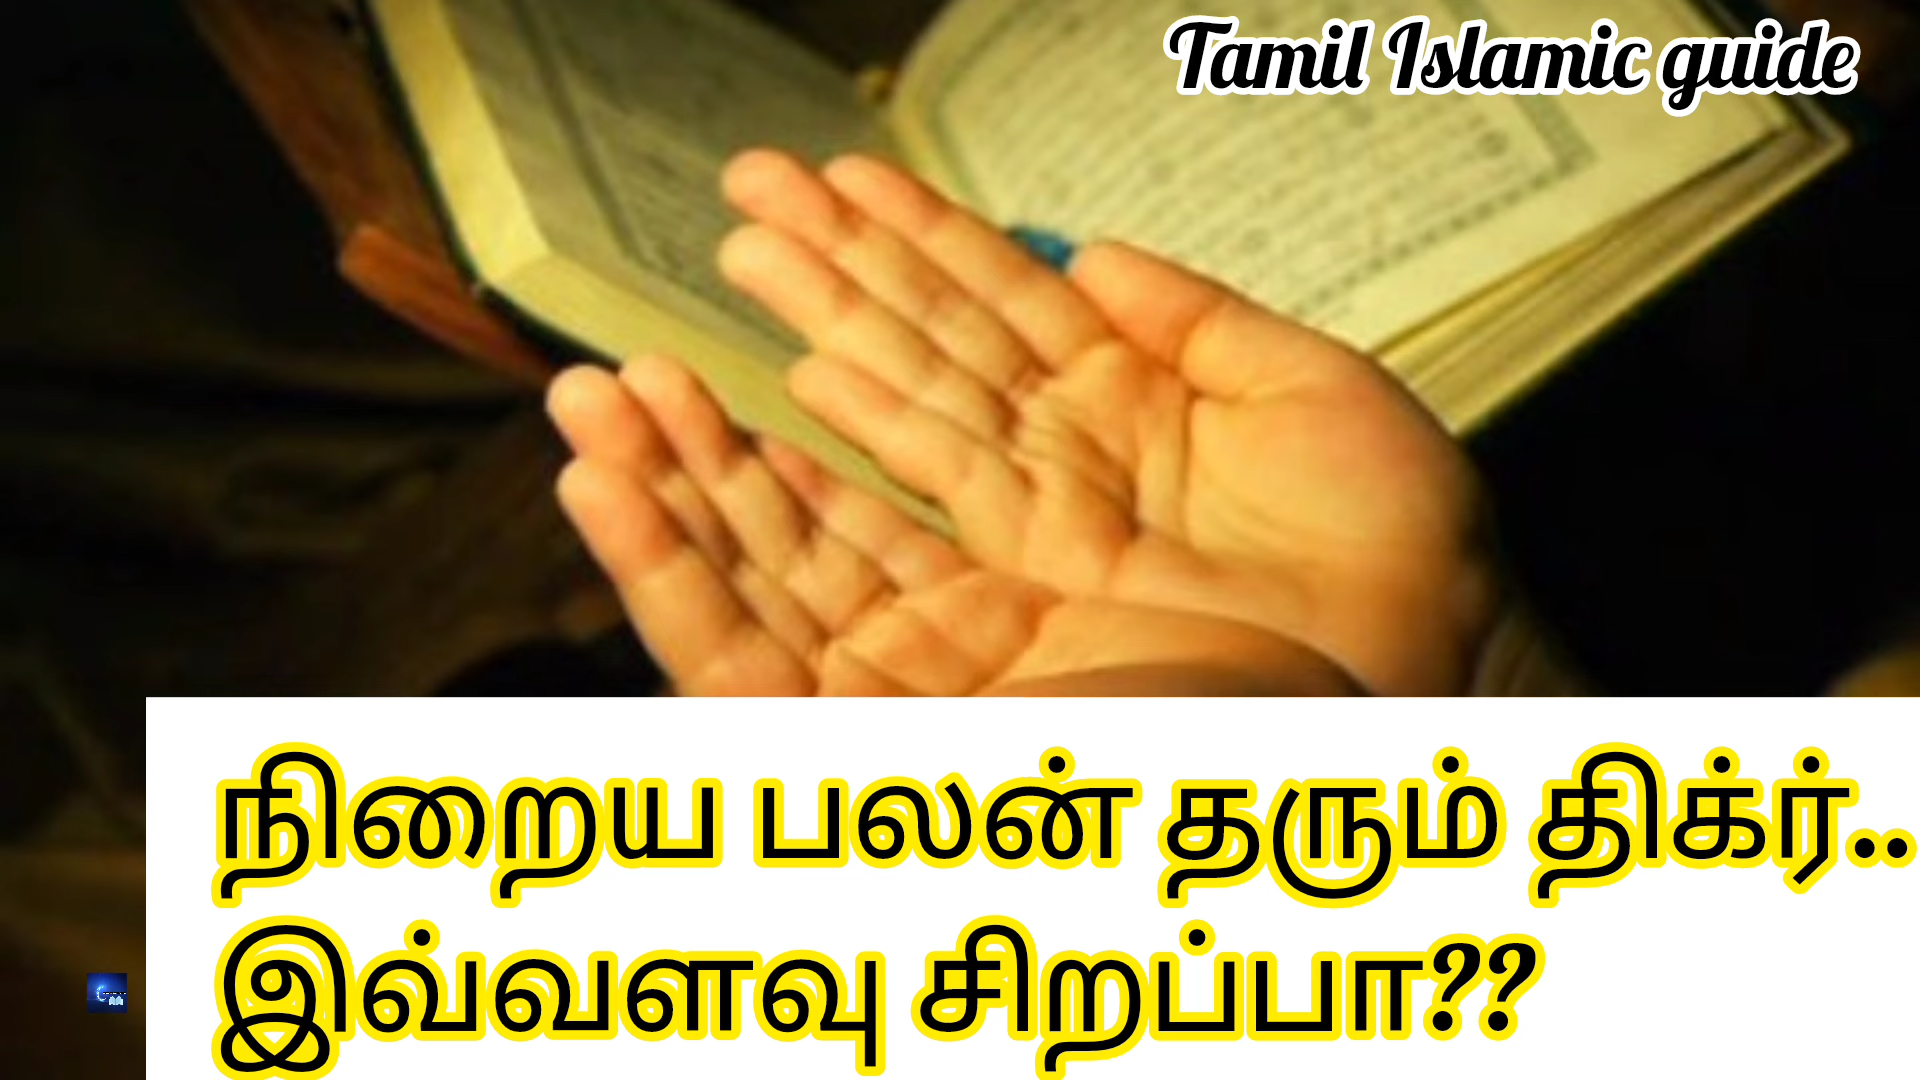 Tamil Islamic guide
நிறைய பலன் தரும் திக்ர்..
இவ்வளவு சிறப்பா??